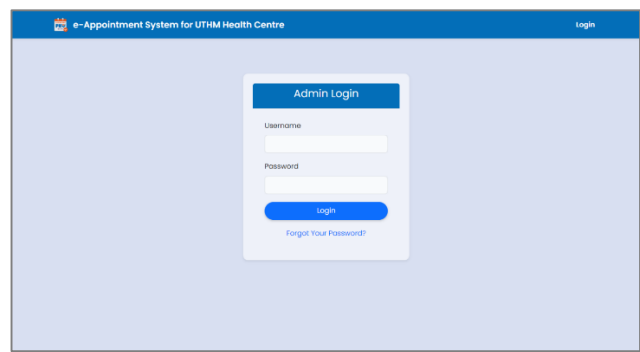 e-Appointment System for UTHM Health Centre
Login
Admin Login
Username
Password
Login
Forgot Your Password?